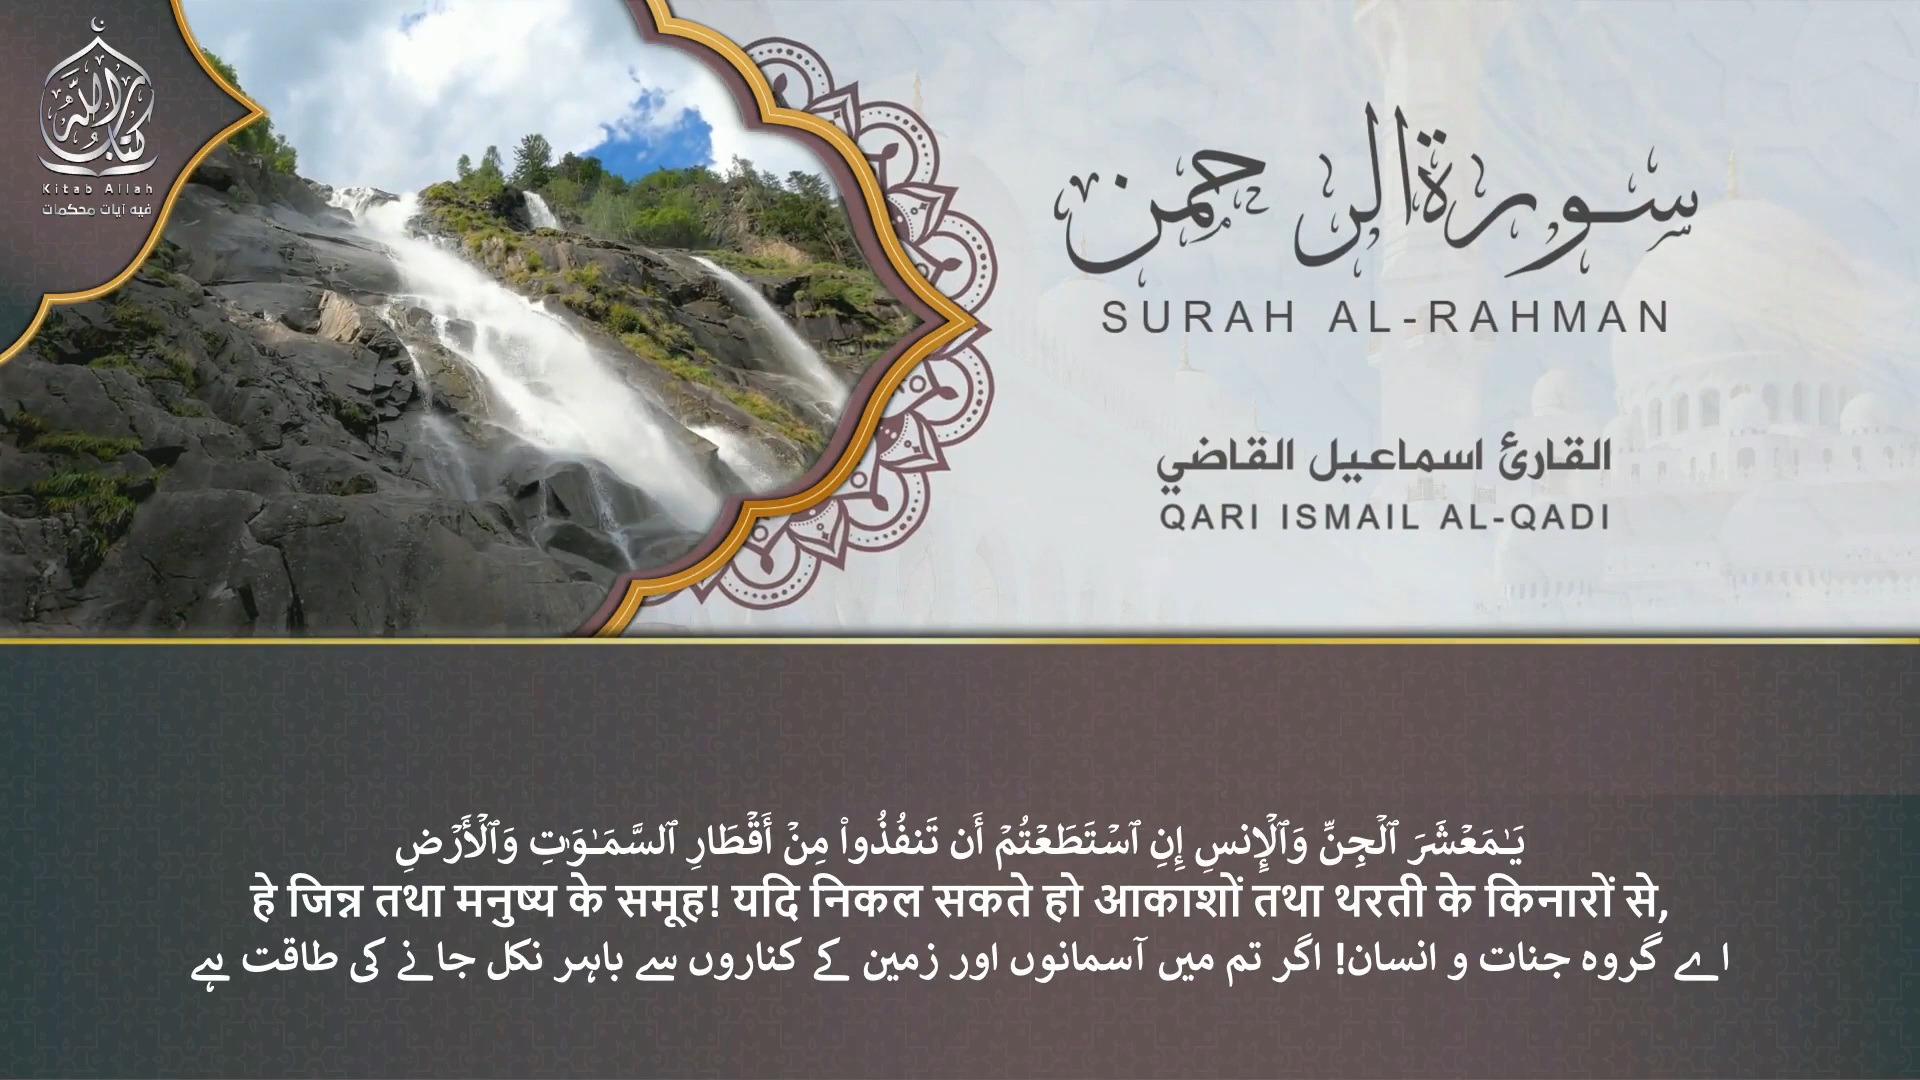 كتاب الله
Kitab Allah
فيه آيات محكمات
سورة الرحمن
SURAH AL-RAHMAN
القارئ اسماعيل القاضي
QARI ISMAIL AL-QADI
يَـٰمَعۡشَرَ ٱلۡجِنِّ وَٱلۡإِنسِ إِنِ ٱسۡتَطَعۡتُمۡ أَن تَنفُذُواْ مِنۡ أَقۡطَارِ ٱلسَّمَـٰوَٰتِ وَٱلۡأَرۡضِ
हे जिन्न तथा मनुष्य के समूह! यदि निकल सकते हो आकाशों तथा थरती के किनारों से,
اے گروہ جنات و انسان! اگر تم میں آسمانوں اور زمین کے کناروں سے باہر نکل جانے کی طاقت ہے